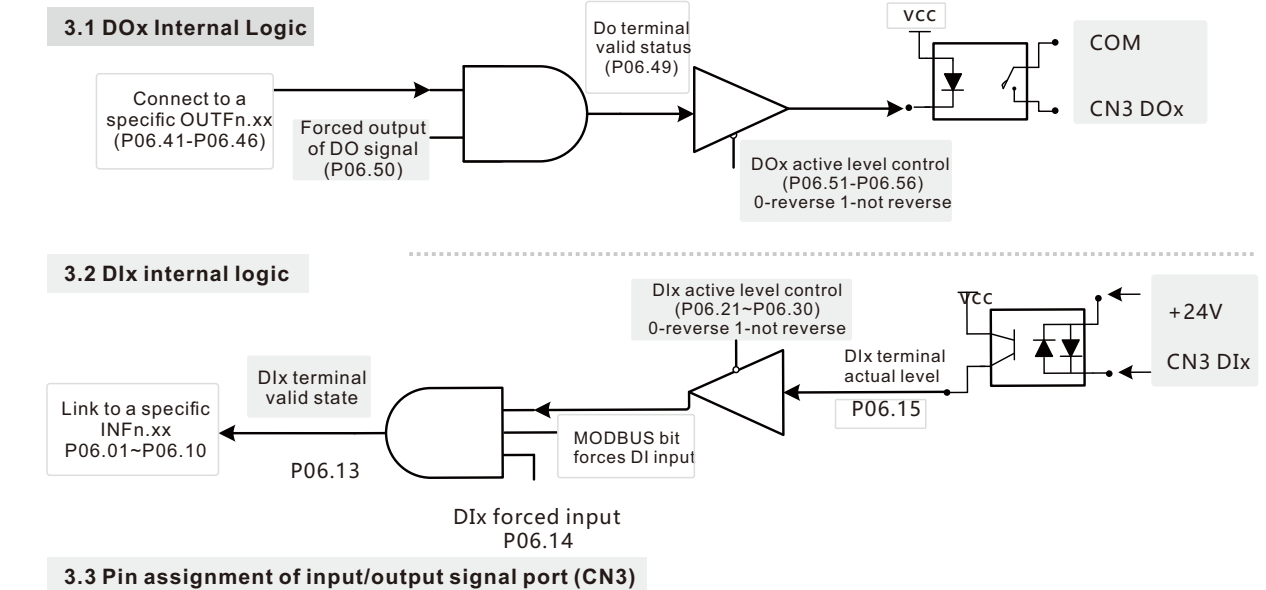 3.1 DOx Internal Logic
Connect to a
specific OUTFn.xx
(P06.41-P06.46)
Forced output
of DO signal
(P06.50)
Do terminal
valid status
(P06.49)
DOx active level control
(P06.51-P06.56)
0-reverse 1-not reverse
VCC
COM
CN3 DOx
3.2 DIx internal logic
DIx active level control
(P06.21~P06.30)
0-reverse 1-not reverse
VCC
+24V
CN3 DIx
DIx terminal
actual level
P06.15
DIx terminal
valid state
Link to a specific
INFn.xx
P06.01~P06.10
P06.13
MODBUS bit
forces DI input
DIx forced input
P06.14
3.3 Pin assignment of input/output signal port (CN3)